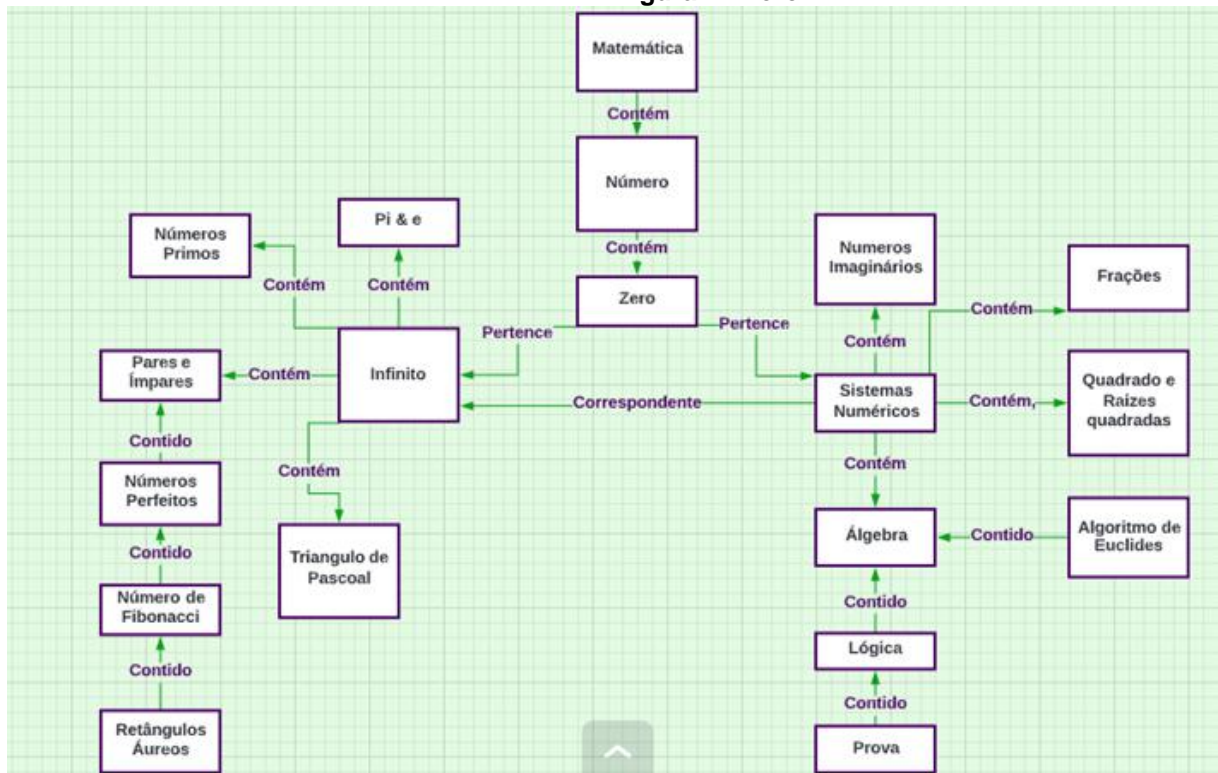 Matemática
Contém
Número
Contém
Zero
Pertence
Pertence
Números
Primos
Contém
Pi & e
Contém
Infinito
Pares e
Ímpares
Contém
Contido
Números
Perfeitos
Contido
Número de
Fibonacci
Contido
Retângulos
Áureos
Contém
Triangulo de
Pascoal
Correspondente
Numeros
Imaginários
Contém
Contém
Frações
Sistemas
Numéricos
Contém,
Quadrado e
Raizes
quadradas
Contém
Álgebra
Contido
Algoritmo de
Euclides
Contido
Lógica
Contido
Prova